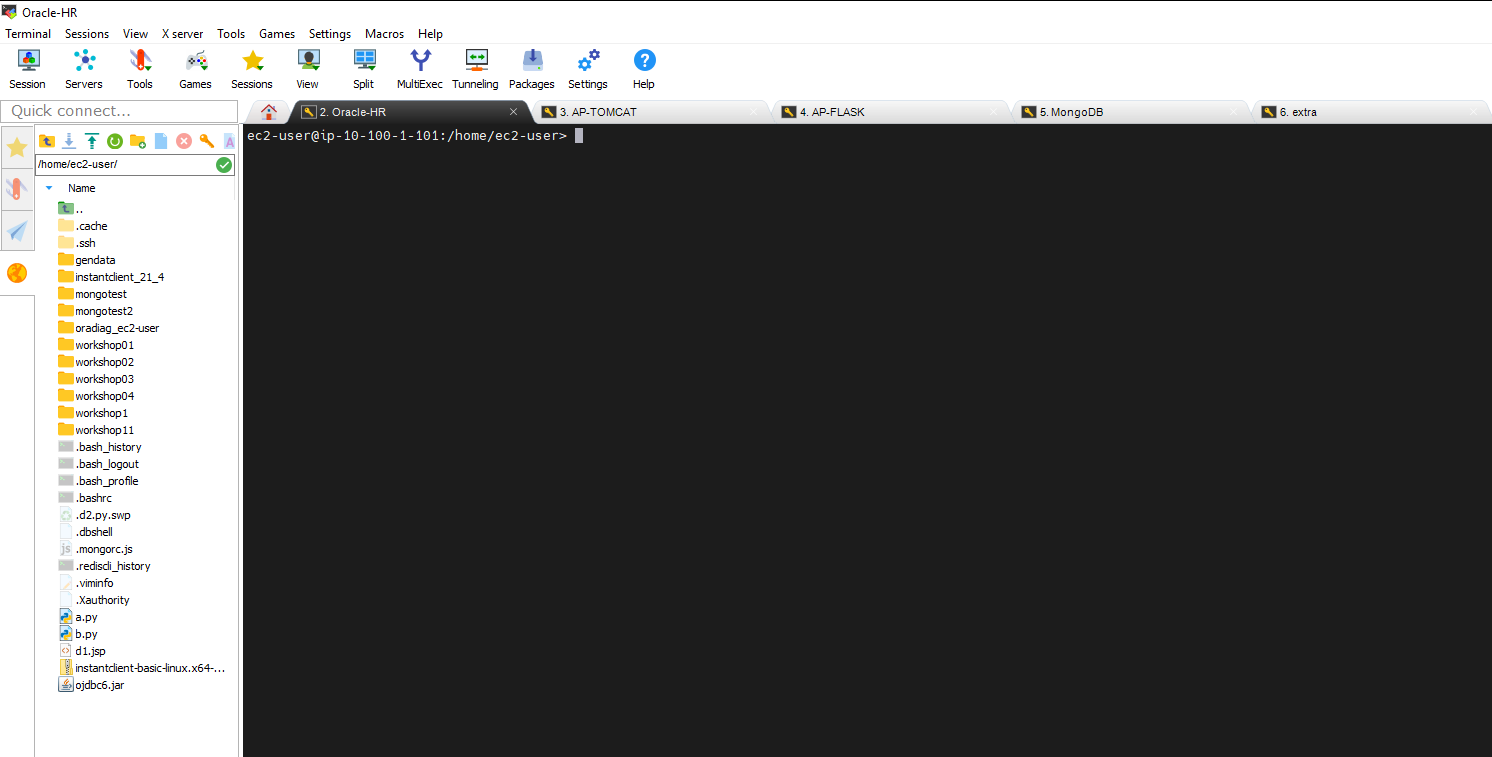 Oracle-HR
Terminal Sessions View X server Tools Games Settings Macros Help
Session Servers Tools Games Sessions View Split MultiExec Tunneling Packages Settings Help
Quick connect...
2. Oracle-HR 3. AP-TOMCAT 4. AP-FLASK 5. MongoDB 6. extra
ec2-user@ip-10-100-1-101:/home/ec2-user>
/home/ec2-user/
Name
..
.cache
.ssh
gendata
instantclient_21_4
mongotest
mongotest2
oradiag_ec2-user
workshop01
workshop02
workshop03
workshop04
workshop1
workshop11
.bash_history
.bash_logout
.bash_profile
.bashrc
.d2.py.swp
.dbshell
.mongorc.js
.rediscli_history
.viminfo
.Xauthority
a.py
b.py
d1.jsp
instantclient-basic-linux.x64-...
ojdbc6.jar